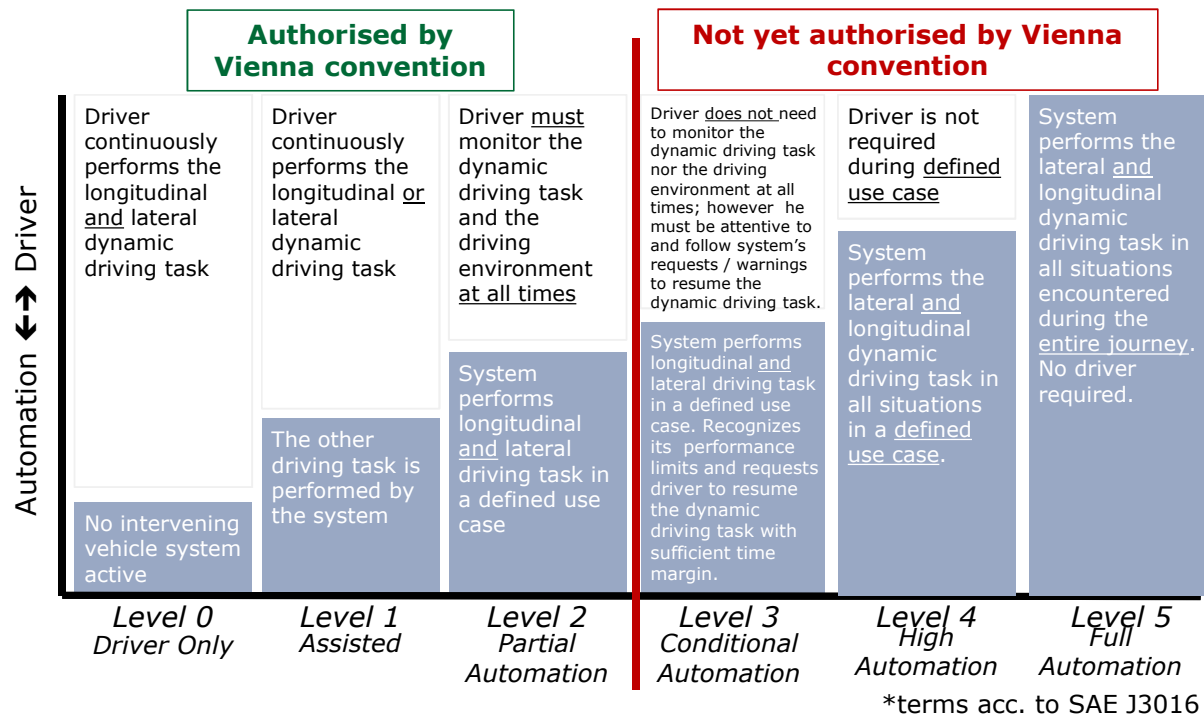 Authorised by
Vienna convention
Not yet authorised by Vienna
convention
Automation ↔ Driver
Driver
continuously
performs the
longitudinal
and lateral
dynamic
driving task
No intervening
vehicle system
active
Level 0
Driver Only
Driver
continuously
performs the
longitudinal or
lateral
dynamic
driving task
The other
driving task is
performed by
the system
Level 1
Assisted
Driver must
monitor the
dynamic
driving task
and the
driving
environment
at all times
System
performs
longitudinal
and lateral
driving task in
a defined use
case
Level 2
Partial
Automation
Driver does not need
to monitor the
dynamic driving task
nor the driving
environment at all
times; however he
must be attentive to
and follow system’s
requests / warnings
to resume the
dynamic driving task.
System performs
longitudinal and
lateral driving task
in a defined use
case. Recognizes
its performance
limits and requests
driver to resume
the dynamic
driving task with
sufficient time
margin.
Level 3
Conditional
Automation
Driver is not
required
during defined
use case
System
performs the
lateral and
longitudinal
dynamic
driving task in
all situations
in a defined
use case.
Level 4
High
Automation
System
performs the
lateral and
longitudinal
dynamic
driving task in
all situations
encountered
during the
entire journey.
No driver
required.
Level 5
Full
Automation
*terms acc. to SAE J3016